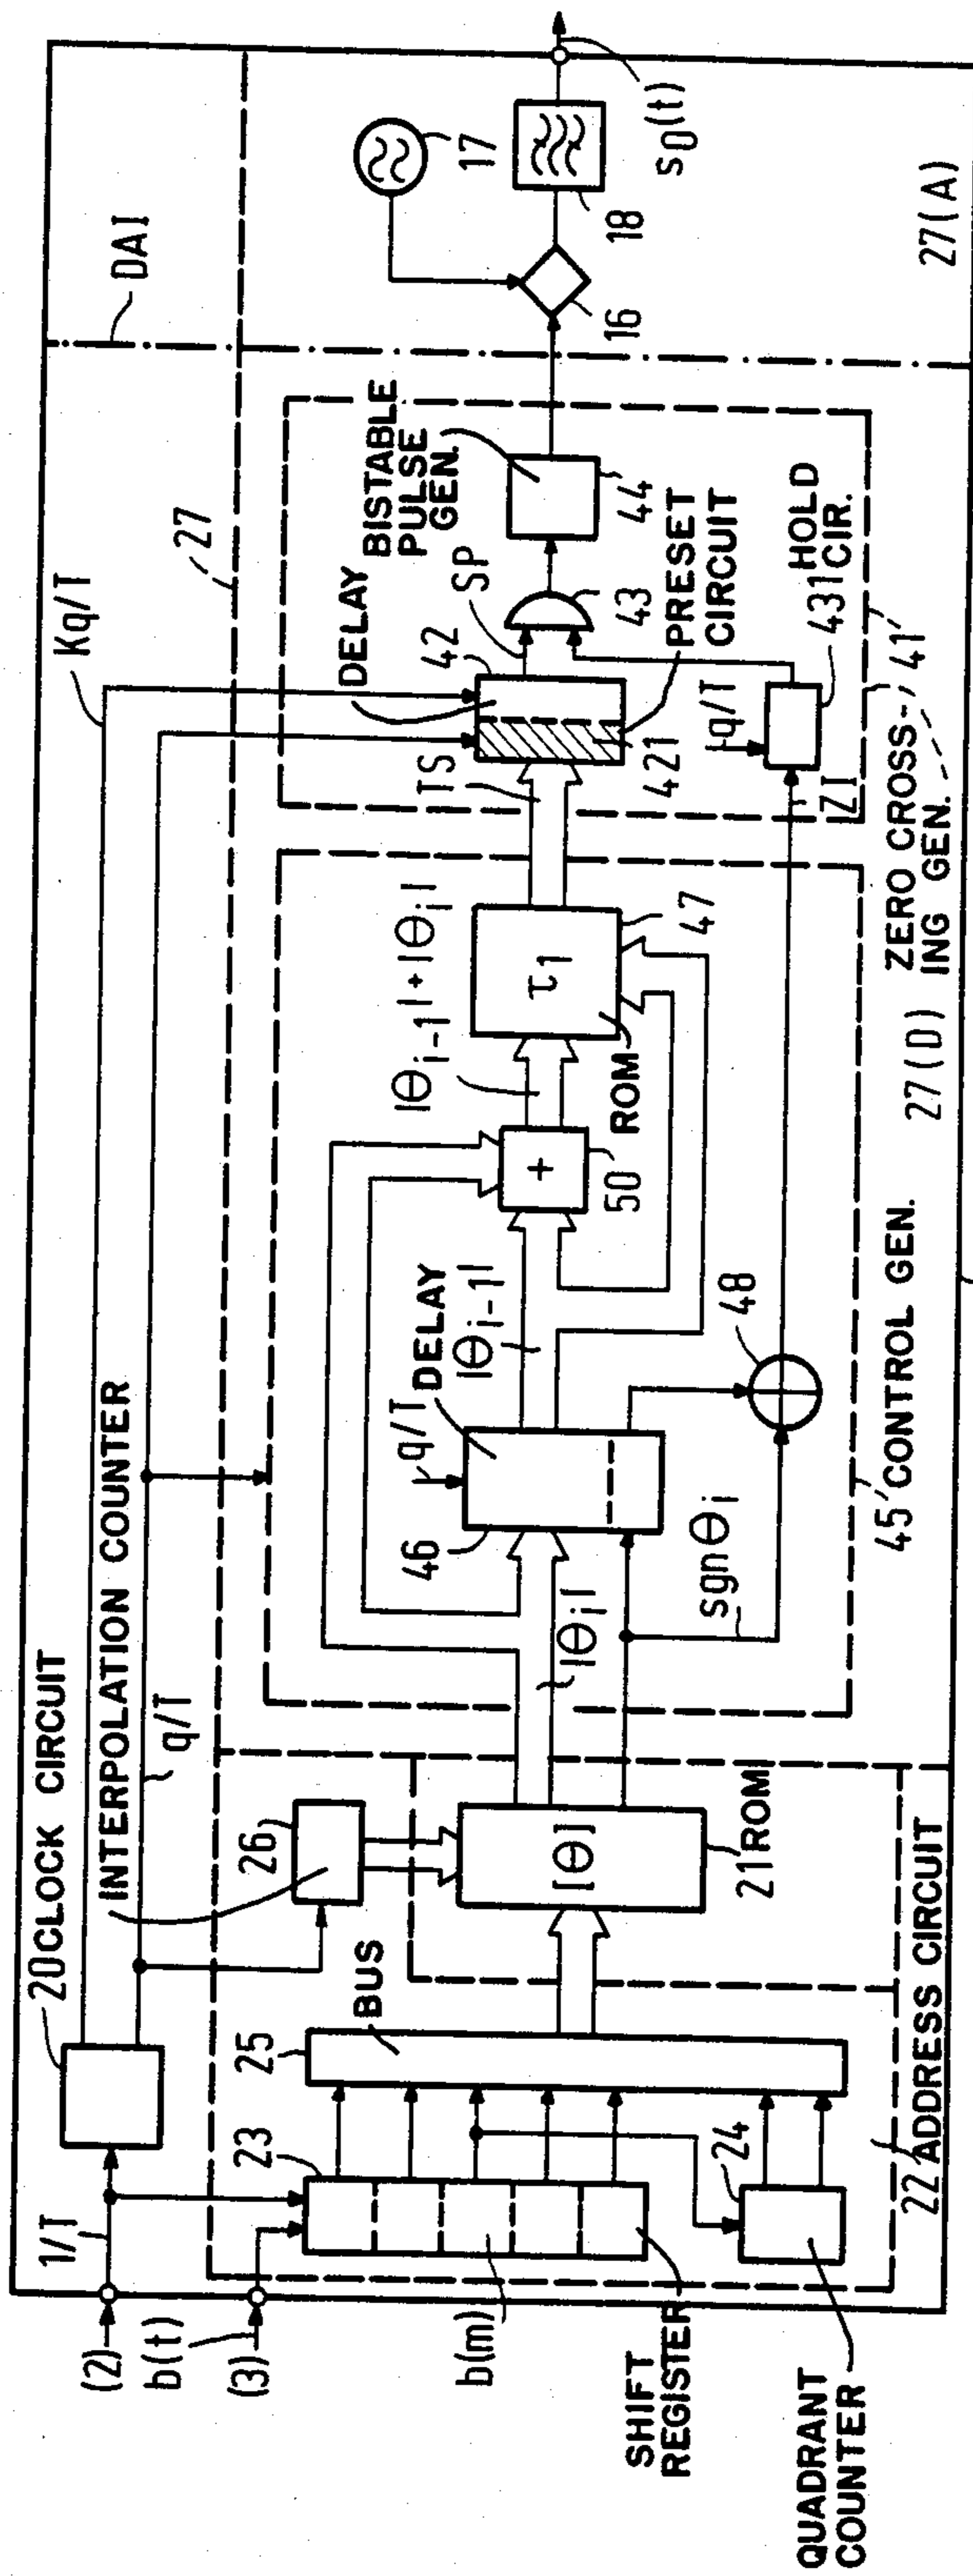 (2)
1/T
b(t)
(3)
20 CLOCK CIRCUIT
INTERPOLATION COUNTER
q/T
Kq/T
27
DAI
23
25
BUS
26
b(m)
SHIFT
REGISTER
24
QUADRANT
COUNTER
22 ADDRESS CIRCUIT
[Θ]
21 ROM
|Θi|
sgnΘi
46
q/T
DELAY
|Θi-1|
48
45 CONTROL GEN.
+
50
|Θi-1|+|Θi|
τ1
ROM
47
TS
DELAY
42
421
SP
PRESET
CIRCUIT
43
BISTABLE
PULSE
GEN.
44
q/T
ZI
431
HOLD
CIR.
41'
ZERO CROSS-
ING GEN.
27(D)
16
17
18
s0(t)
27(A)